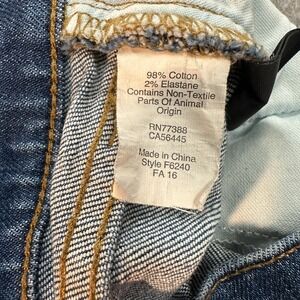 98% Cotton
2% Elastane
Contains Non-Textile
Parts Of Animal
Origin
RN77388
CA56445
Made in China
Style F6240
FA 16